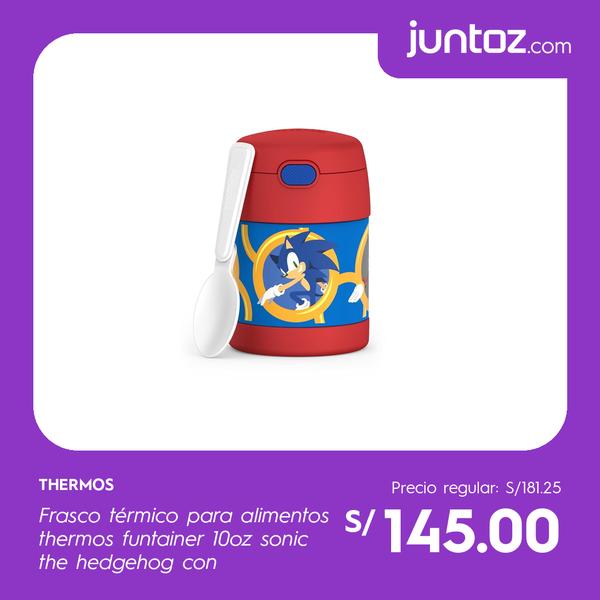 juntoz.com
THERMOS
Frasco térmico para alimentos
thermos funtainer 10oz sonic
the hedgehog con
Precio regular: S/181.25
S/145.00